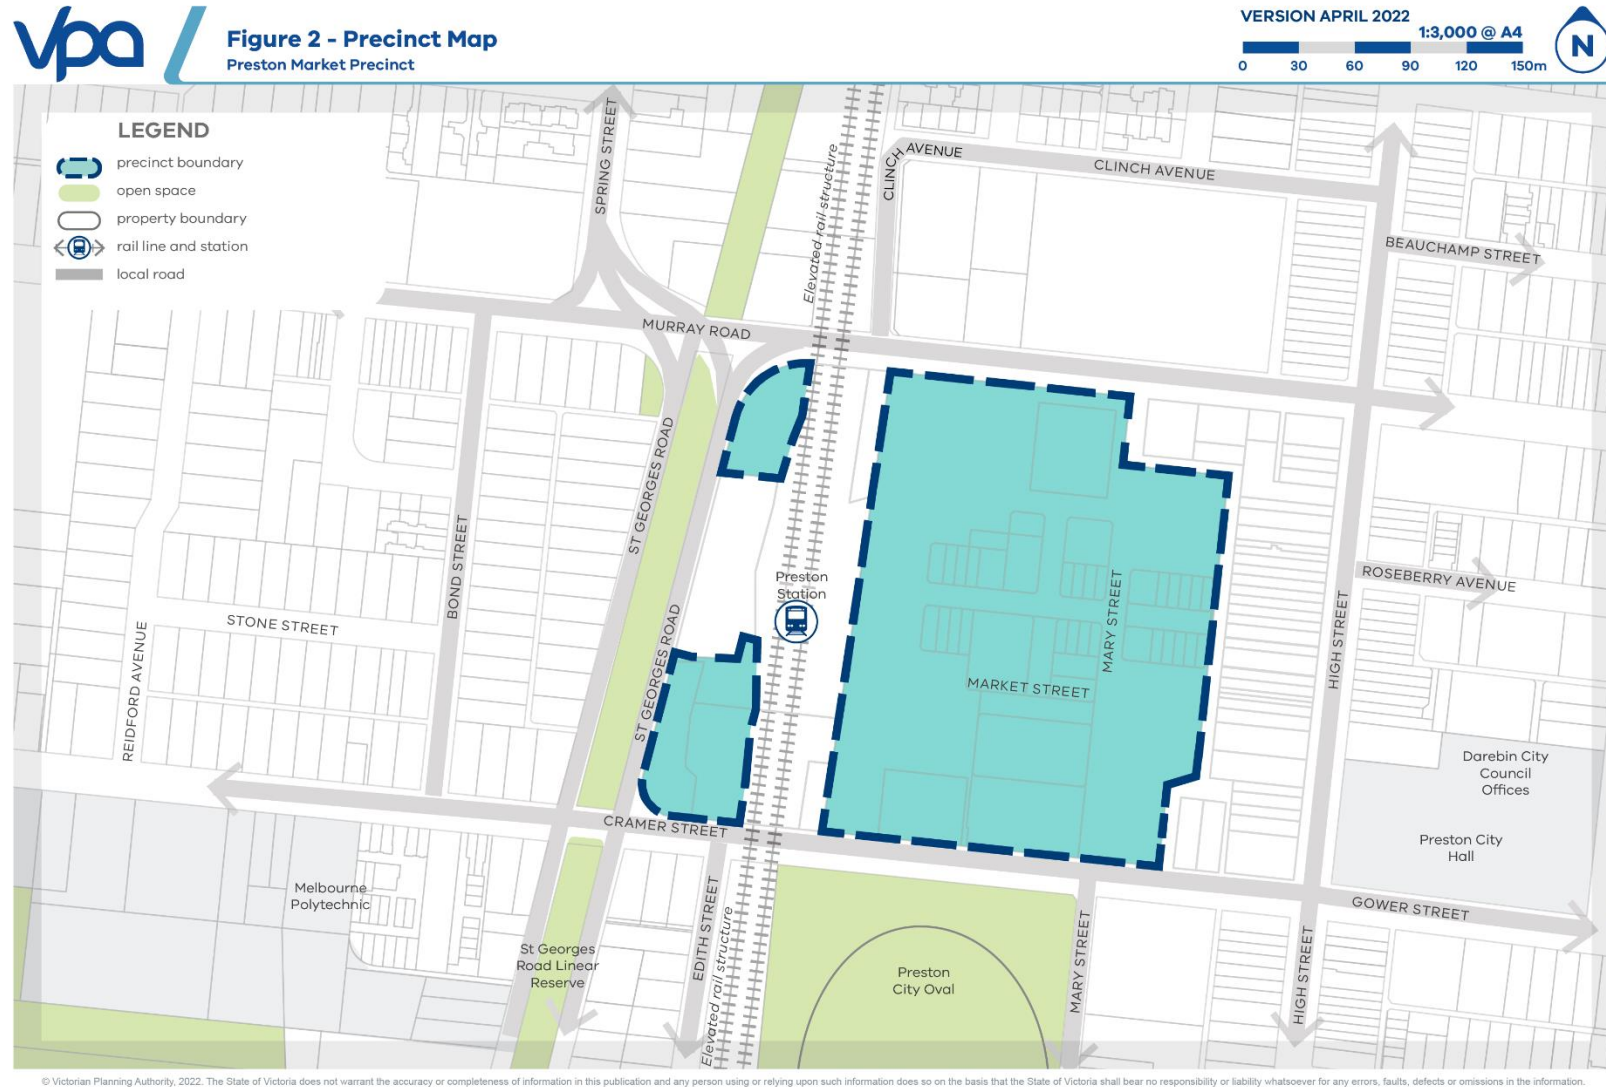 vpa
Figure 2 - Precinct Map
Preston Market Precinct
VERSION APRIL 2022
1:3,000 @ A4
0 30 60 90 120 150m
N
LEGEND
precinct boundary
open space
property boundary
rail line and station
local road
SPRING STREET
Elevated rail structure
CLINCH AVENUE
CLINCH AVENUE
BEAUCHAMP STREET
MURRAY ROAD
ST GEORGES ROAD
BOND STREET
Preston
Station
ROSEBERRY AVENUE
MARY STREET
HIGH STREET
STONE STREET
REIDFORD AVENUE
ST GEORGES ROAD
MARKET STREET
Darebin City
Council
Offices
CRAMER STREET
Preston City
Hall
Melbourne
Polytechnic
GOWER STREET
St Georges
Road Linear
Reserve
EDITH STREET
Elevated rail structure
Preston
City Oval
MARY STREET
HIGH STREET
© Victorian Planning Authority, 2022. The State of Victoria does not warrant the accuracy or completeness of information in this publication and any person using or relying upon such information does so on the basis that the State of Victoria shall bear no responsibility or liability whatsoever for any errors, faults, defects or omissions in the information.